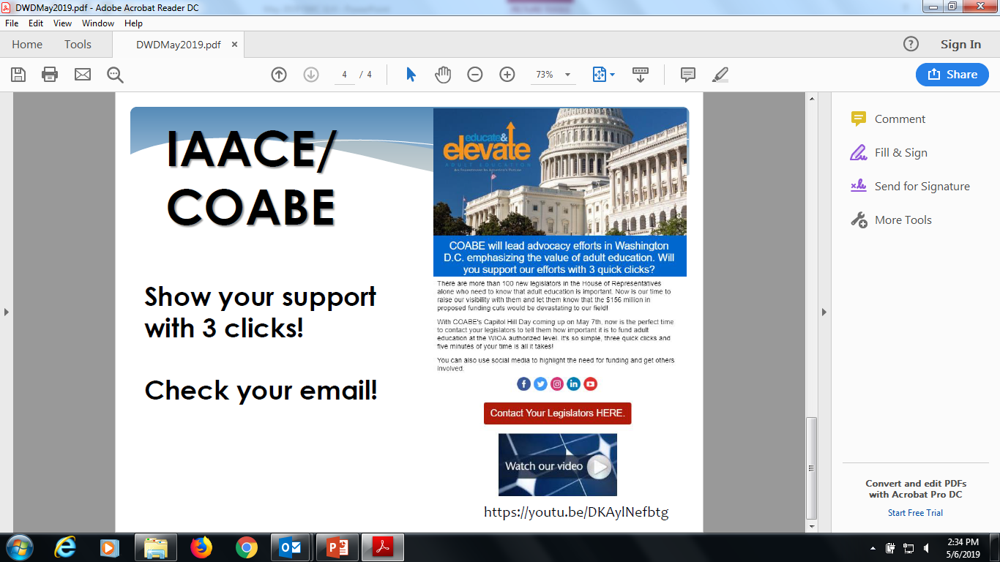 DWDMay2019.pdf - Adobe Acrobat Reader DC
File Edit View Window Help
Home Tools DWDMay2019.pdf × ? Sign In
4 / 4 73% Share
IAACE/
COABE
Show your support
with 3 clicks!
Check your email!
educate&
elevate
ADULT EDUCATION
COABE will lead advocacy efforts in Washington
D.C. emphasizing the value of adult education. Will
you support our efforts with 3 quick clicks?
There are more than 100 new legislators in the House of Representatives
alone who need to know that adult education is important. Now is our time to
raise our visibility with them and let them know that the $156 million in
proposed funding cuts would be devastating to our field!
With COABE's Capitol Hill Day coming up on May 7th, now is the perfect time
to contact your legislators to tell them how important it is to fund adult
education at the WIOA authorized level. It's so simple, three quick clicks and
five minutes of your time is all it takes!
You can also use social media to highlight the need for funding and get others
involved.
Contact Your Legislators HERE.
Watch our video
https://youtu.be/DKAylNefbtg
Comment
Fill & Sign
Send for Signature
More Tools
Convert and edit PDFs
with Acrobat Pro DC
Start Free Trial
2:34 PM
5/6/2019